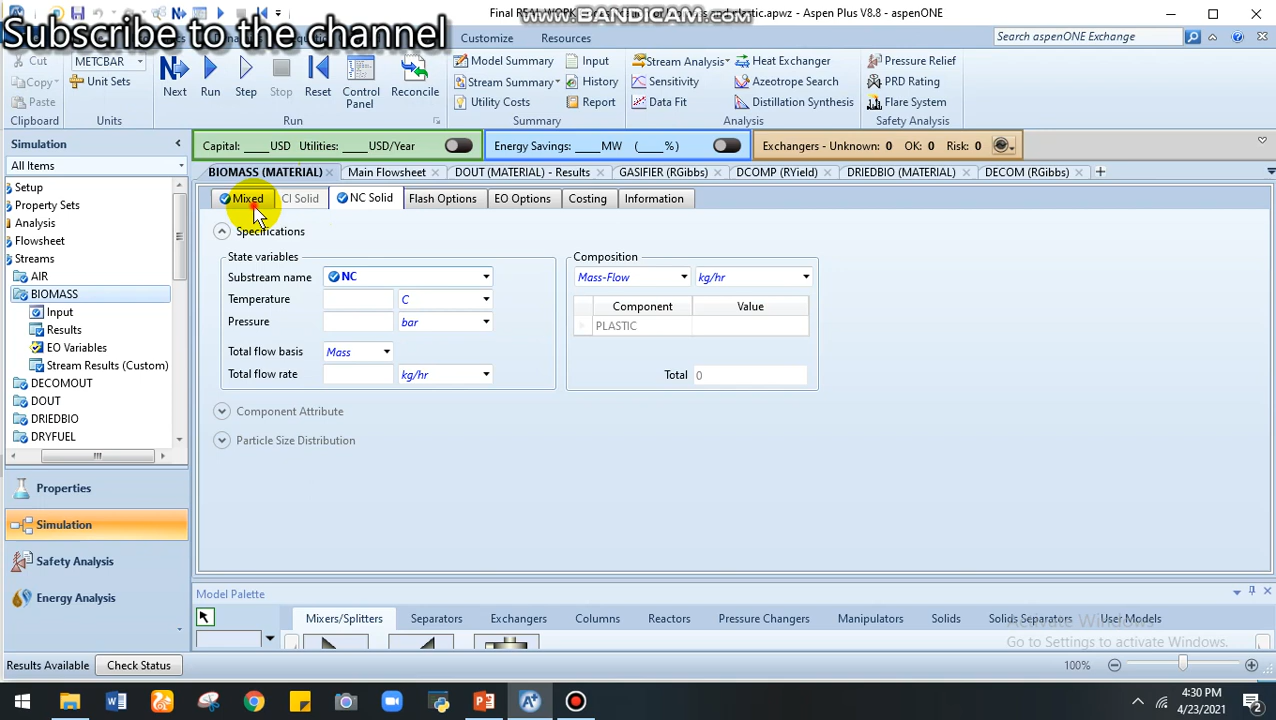 Final REAL WORK
plastic.apwz - Aspen Plus V8.8 - aspenONE
www.BANDICAM.com
Subscribe to the channel
Customize Resources
Search aspenONE Exchange
Cut
Copy
Paste
Clipboard
METCBAR
Unit Sets
Units
Next Run Step Stop Reset Control Panel Reconcile
Run
Model Summary Input
Stream Summary History
Utility Costs Report
Summary
Stream Analysis Heat Exchanger
Sensitivity Azeotrope Search
Data Fit Distillation Synthesis
Analysis
Pressure Relief
PRD Rating
Flare System
Safety Analysis
Simulation
All Items
Capital: ____USD Utilities: ____USD/Year
Energy Savings: ____MW (____%)
Exchangers - Unknown: 0 OK: 0 Risk: 0
BIOMASS (MATERIAL) Main Flowsheet DOUT (MATERIAL) - Results GASIFIER (RGibbs) DCOMP (RYield) DRIEDBIO (MATERIAL) DECOM (RGibbs)
Mixed CI Solid NC Solid Flash Options EO Options Costing Information
Setup
Property Sets
Analysis
Flowsheet
Streams
AIR
BIOMASS
Input
Results
EO Variables
Stream Results (Custom)
DECOMOUT
DOUT
DRIEDBIO
DRYFUEL
Specifications
State variables
Substream name NC
Temperature C
Pressure bar
Total flow basis Mass
Total flow rate kg/hr
Composition
Mass-Flow kg/hr
Component Value
PLASTIC
Total 0
Component Attribute
Particle Size Distribution
Properties
Simulation
Safety Analysis
Energy Analysis
Model Palette
Mixers/Splitters Separators Exchangers Columns Reactors Pressure Changers Manipulators Solids Solids Separators User Models
Activate Windows
Go to Settings to activate Windows.
Results Available Check Status
100%
4:30 PM
4/23/2021
2